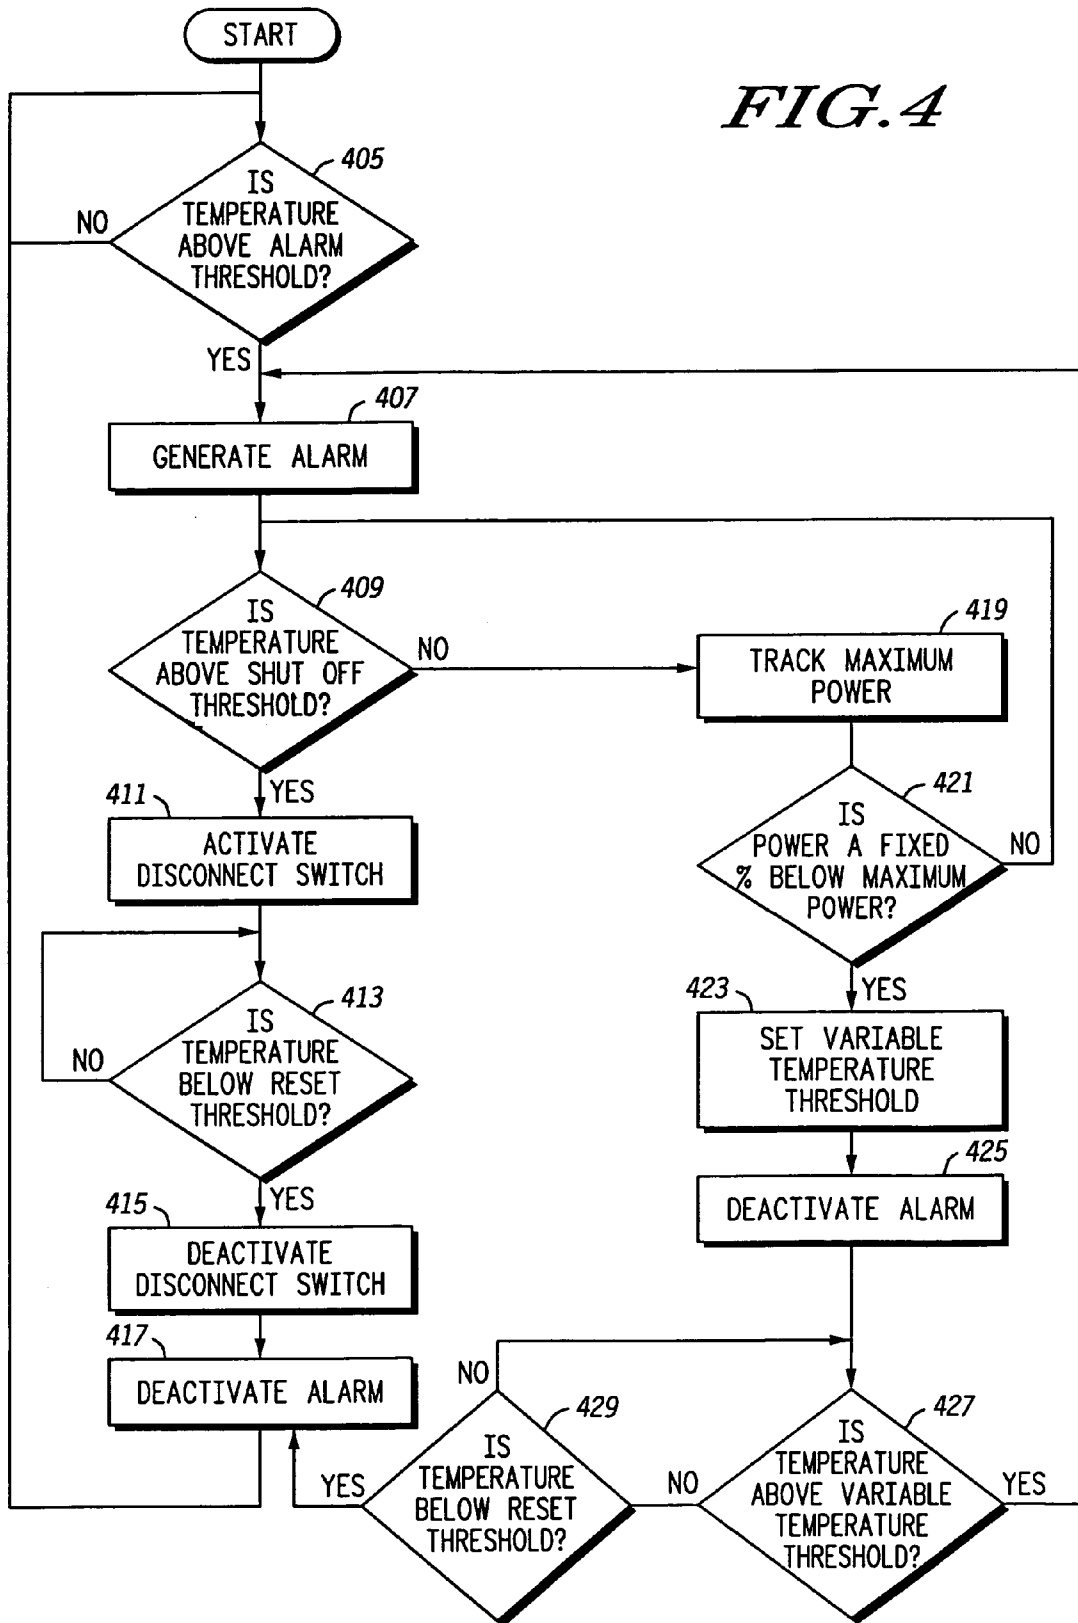 START
FIG.4
405
IS
TEMPERATURE
ABOVE ALARM
THRESHOLD?
NO
YES
407
GENERATE ALARM
409
IS
TEMPERATURE
ABOVE SHUT OFF
THRESHOLD?
NO
YES
419
TRACK MAXIMUM
POWER
421
IS
POWER A FIXED
% BELOW MAXIMUM
POWER?
NO
YES
411
ACTIVATE
DISCONNECT SWITCH
413
IS
TEMPERATURE
BELOW RESET
THRESHOLD?
NO
YES
423
SET VARIABLE
TEMPERATURE
THRESHOLD
425
DEACTIVATE ALARM
415
DEACTIVATE
DISCONNECT SWITCH
417
DEACTIVATE ALARM
NO
429
IS
TEMPERATURE
BELOW RESET
THRESHOLD?
YES
NO
427
IS
TEMPERATURE
ABOVE VARIABLE
TEMPERATURE
THRESHOLD?
YES